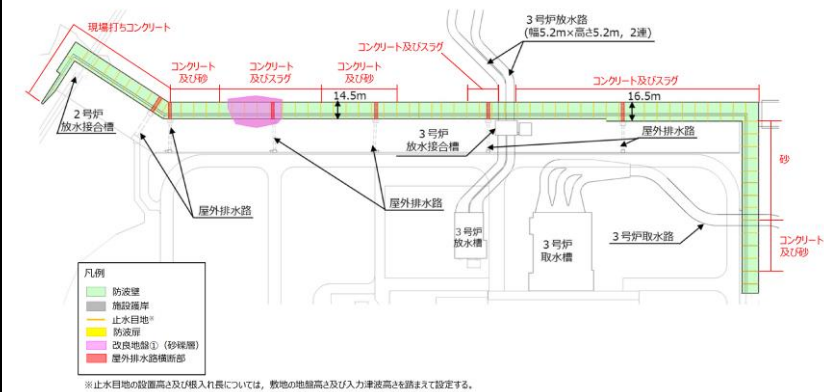 3号炉放水路
(幅5.2m×高さ5.2m, 2連)
現場打ちコンクリート
コンクリート及びスラグ
コンクリート
及び砂
コンクリート
及びスラグ
コンクリート
及び砂
コンクリート及びスラグ
14.5m
16.5m
2号炉
放水接合槽
3号炉
放水接合槽
屋外排水路
砂
屋外排水路
屋外排水路
3号炉
放水槽
3号炉
取水槽
3号炉取水路
コンクリート
及び砂
凡例
防波壁
施設護岸
止水目地※
防波扉
改良地盤①(砂礫層)
屋外排水路横断部
※止水目地の設置高さ及び根入れ長については,敷地の地盤高さ及び入力津波高さを踏まえて設定する。